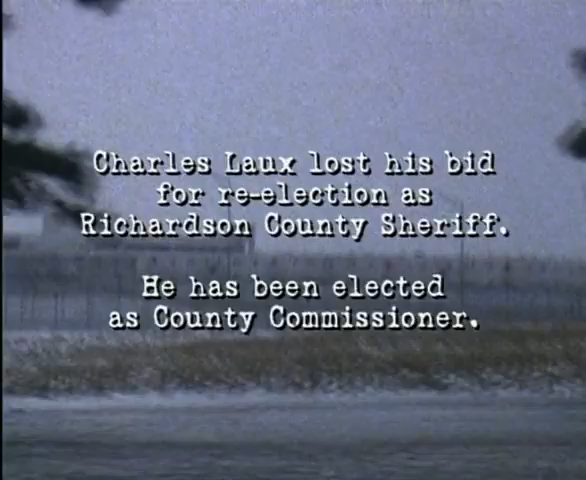 Charles Laux lost his bid
for re-election as
Richardson County Sheriff.
He has been elected
as County Commissioner.